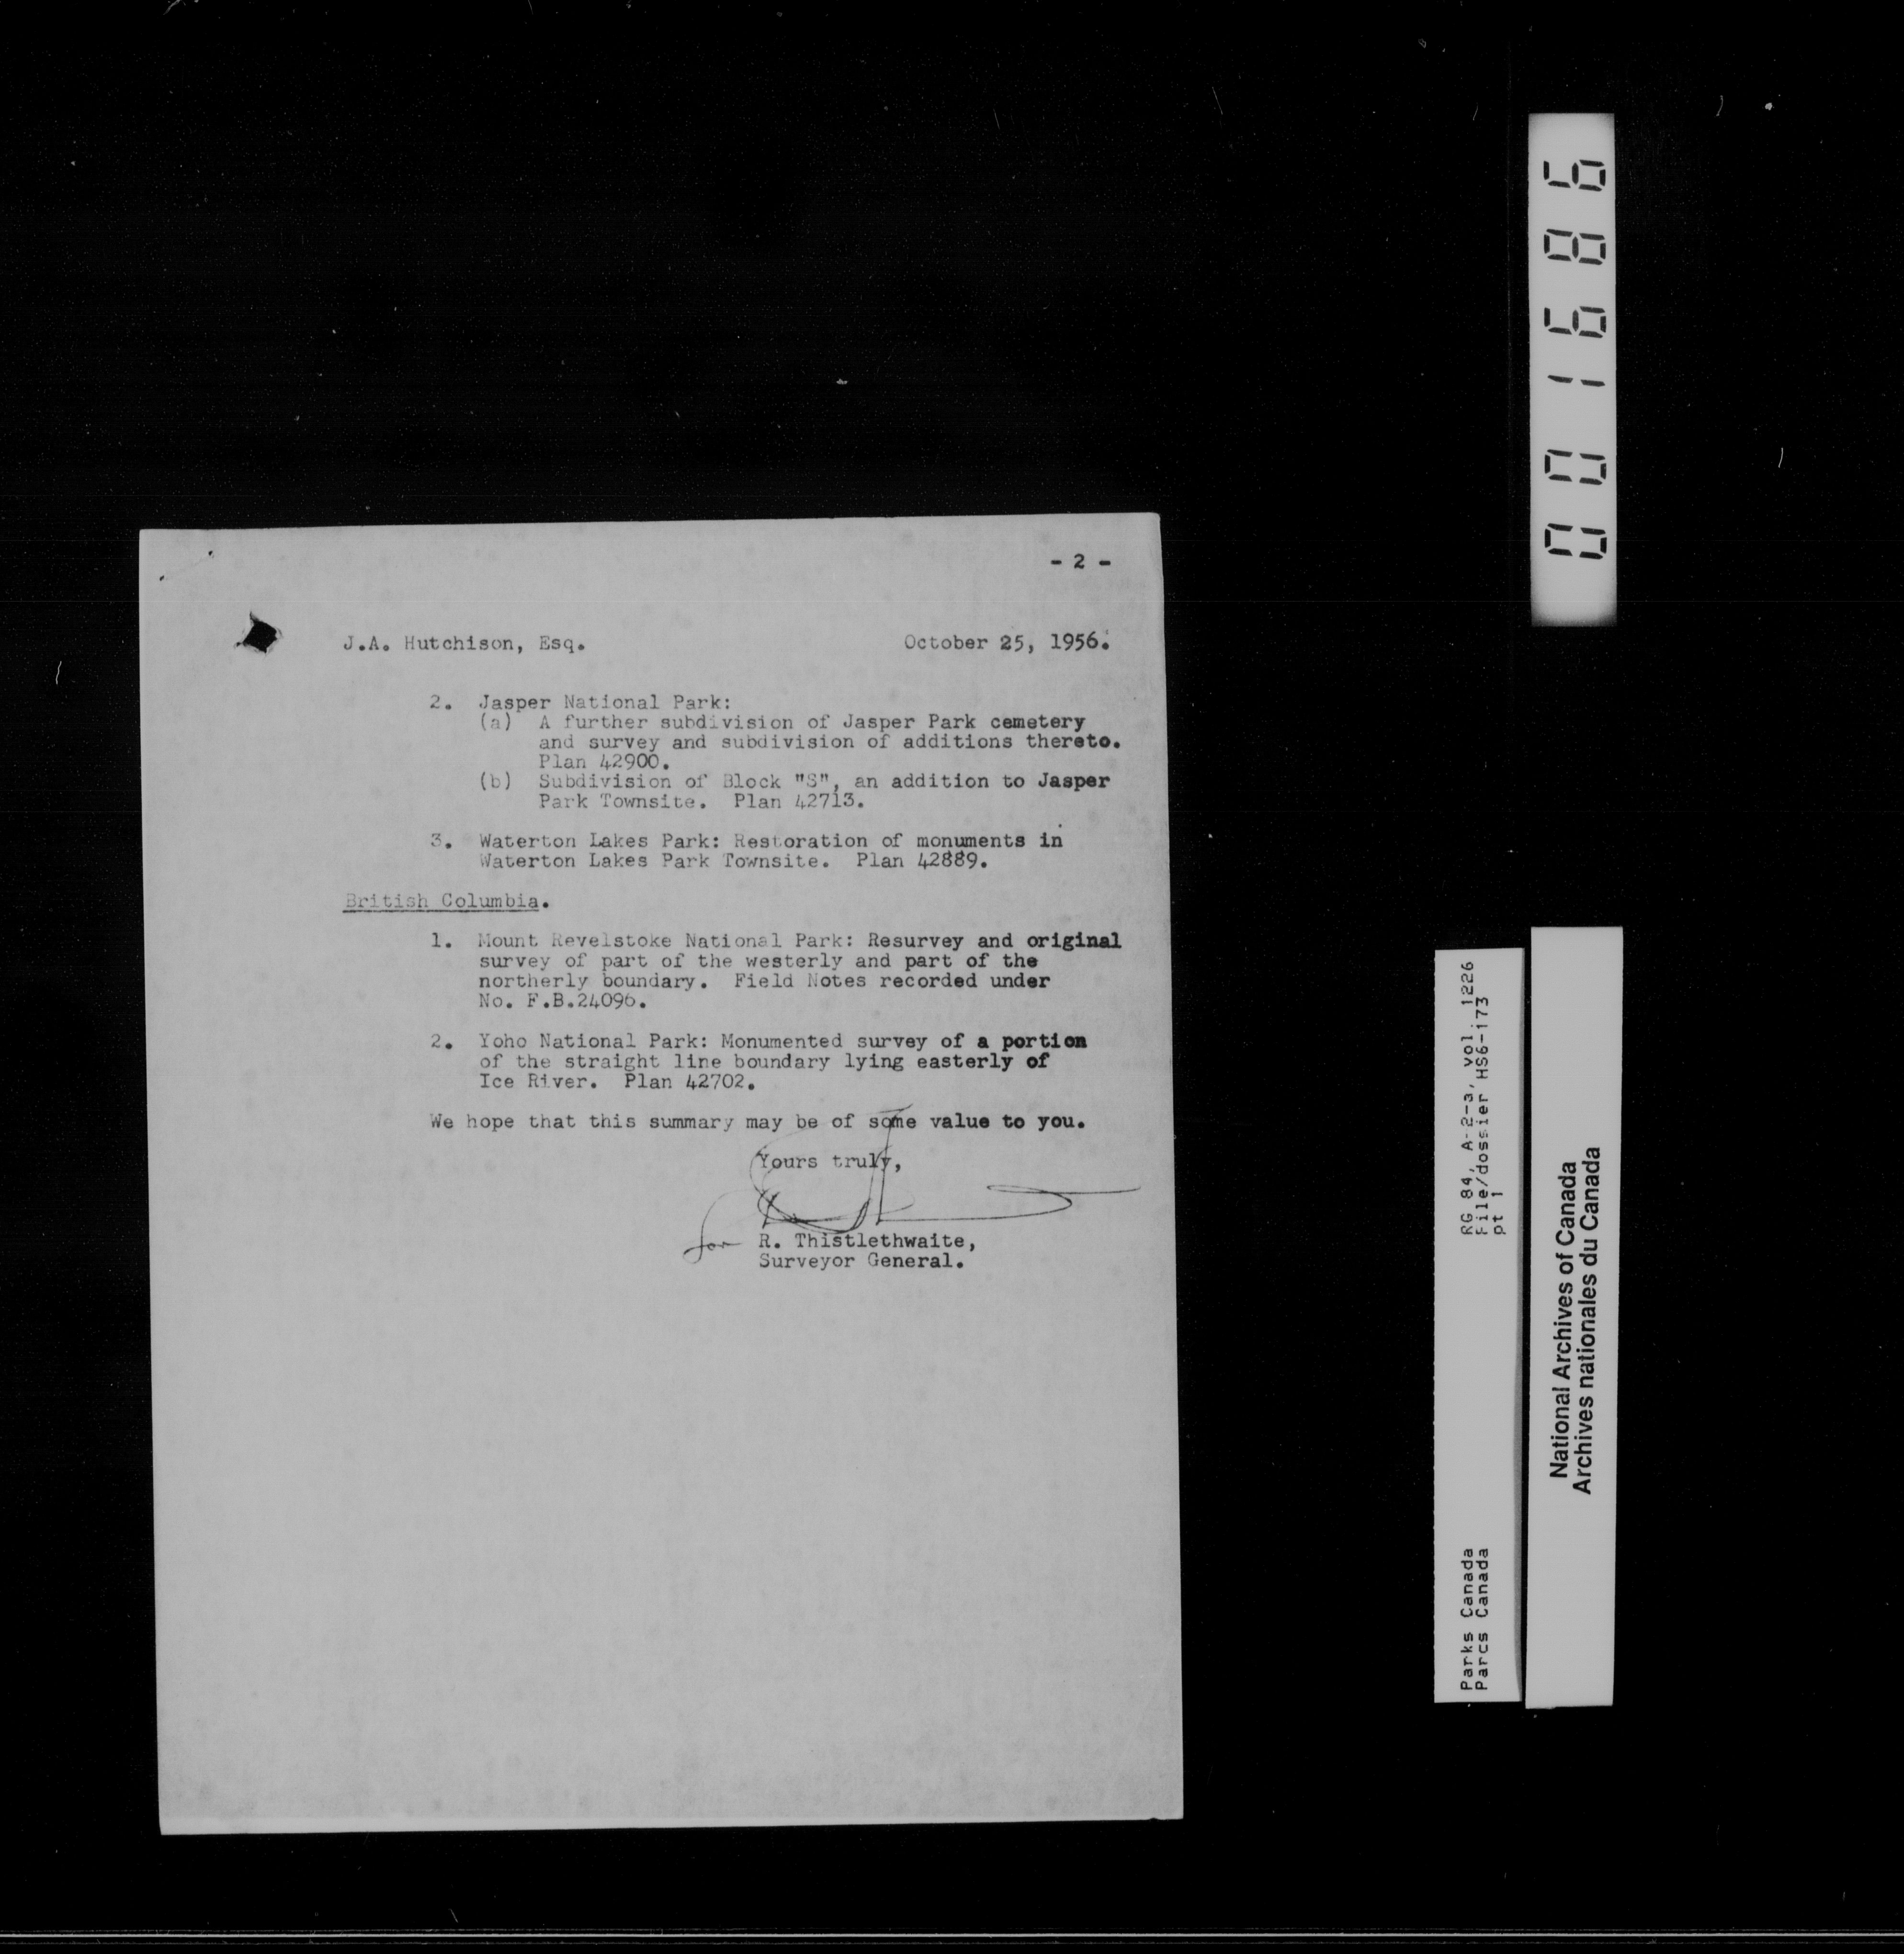 - 2 -
J.A. Hutchison, Esq. October 25, 1956.
2. Jasper National Park:
(a) A further subdivision of Jasper Park cemetery
and survey and subdivision of additions thereto.
Plan 42900.
(b) Subdivision of Block "S", an addition to Jasper
Park Townsite. Plan 42713.
3. Waterton Lakes Park: Restoration of monuments in
Waterton Lakes Park Townsite. Plan 42889.
British Columbia.
1. Mount Revelstoke National Park: Resurvey and original
survey of part of the westerly and part of the
northerly boundary. Field Notes recorded under
No. F.B.24096.
2. Yoho National Park: Monumented survey of a portion
of the straight line boundary lying easterly of
Ice River. Plan 42702.
We hope that this summary may be of some value to you.
Yours truly,
for R. Thistlethwaite,
Surveyor General.
001686
Parks Canada RG 84, A-2-a, vol. 1226
Parcs Canada File/dossier HS6-173
pt 1
National Archives of Canada
Archives nationales du Canada